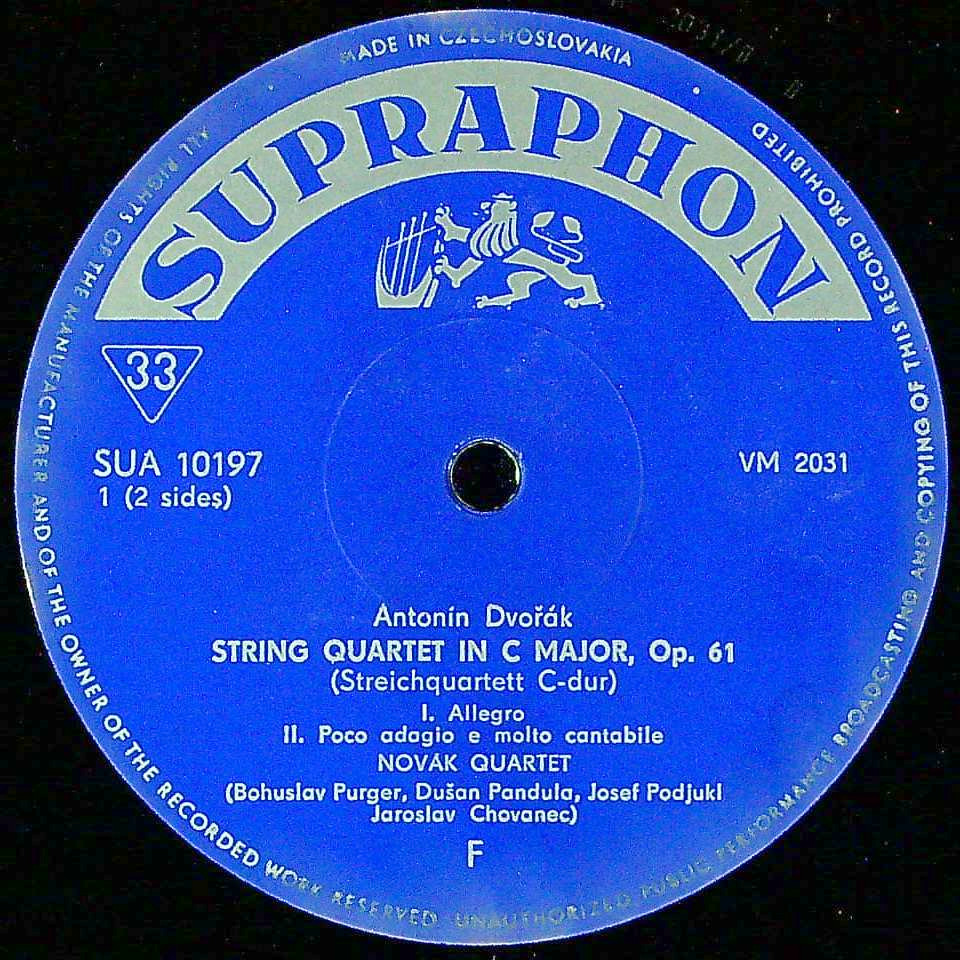 MADE IN CZECHOSLOVAKIA
SUPRAPHON
33
SUA 10197
1 (2 sides)
VM 2031
Antonín Dvořák
STRING QUARTET IN C MAJOR, Op. 61
(Streichquartett C-dur)
I. Allegro
II. Poco adagio e molto cantabile
NOVÁK QUARTET
(Bohuslav Purger, Dušan Pandula, Josef Podjukl
Jaroslav Chovanec)
F
ALL RIGHTS OF THE MANUFACTURER AND OF THE OWNER OF THE RECORDED WORK RESERVED UNAUTHORIZED PUBLIC PERFORMANCE BROADCASTING AND COPYING OF THIS RECORD PROHIBITED